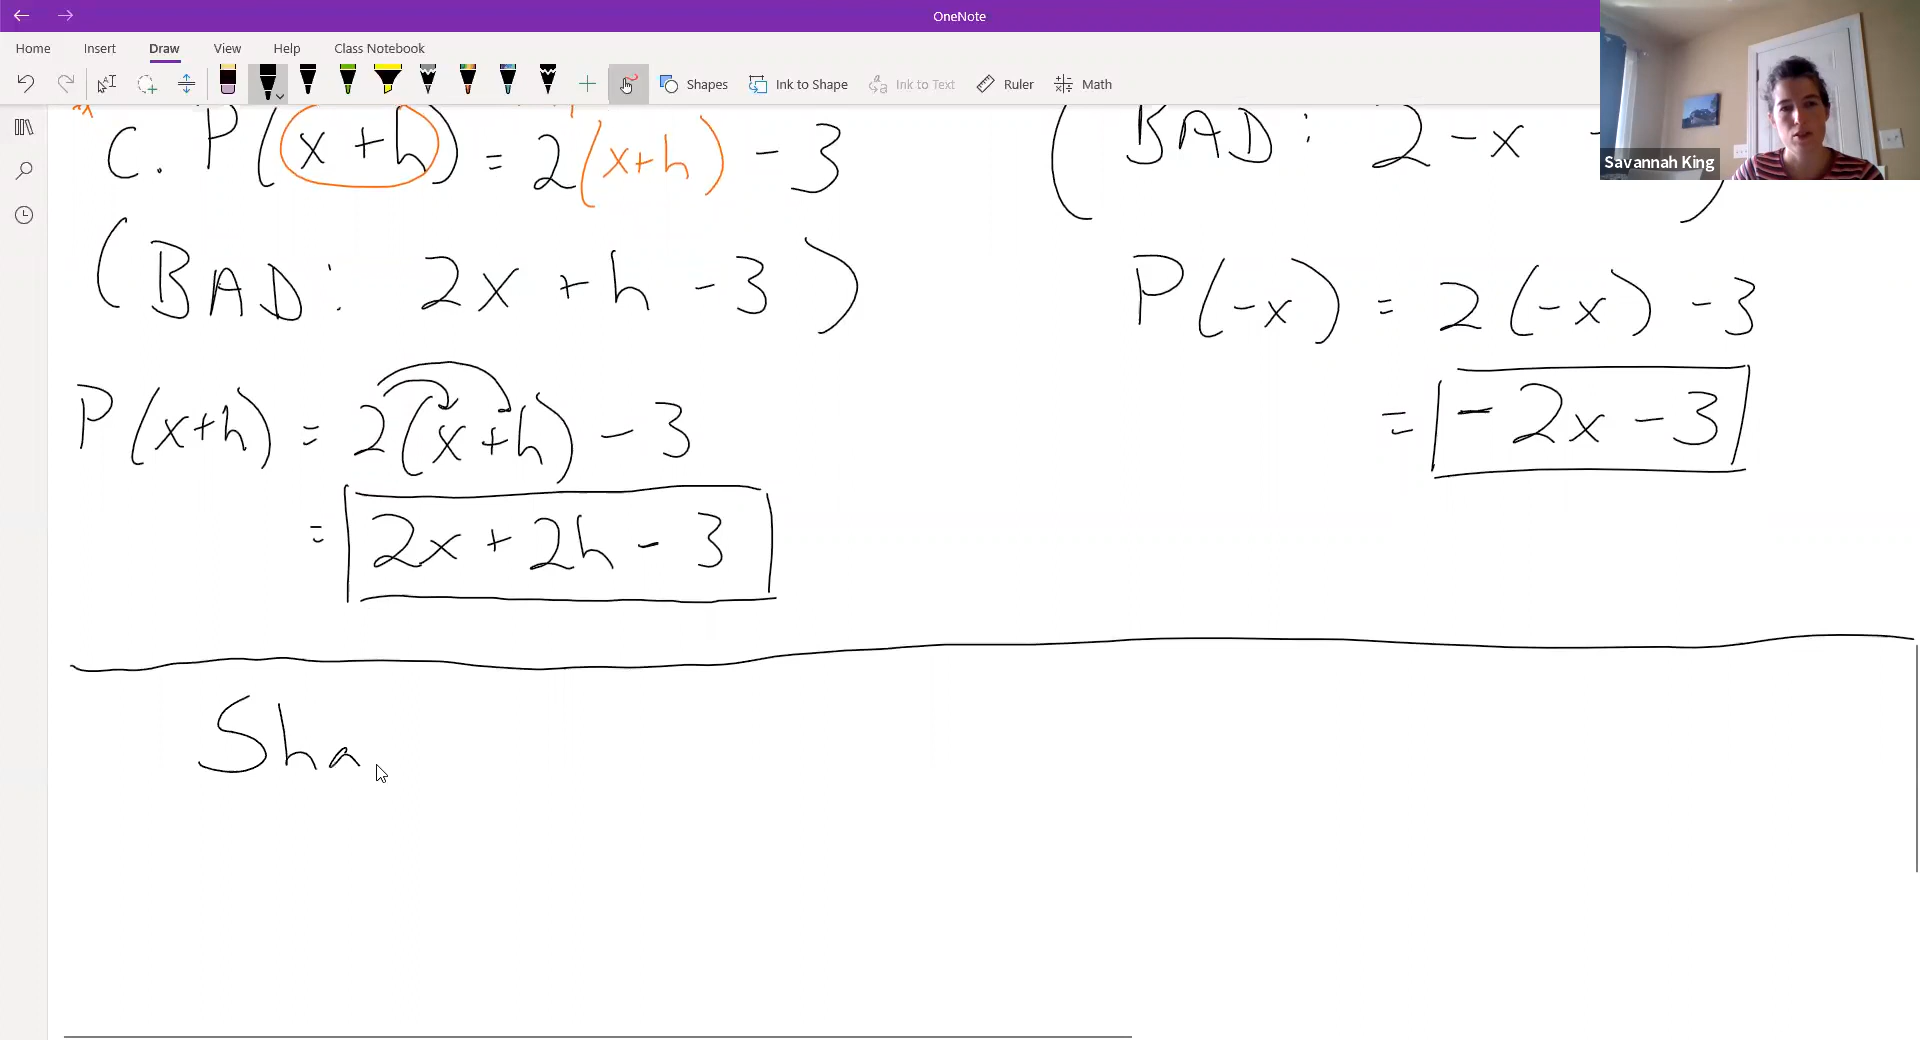 OneNote
Home Insert Draw View Help Class Notebook
Shapes Ink to Shape Ink to Text Ruler Math
Savannah King
C. P(x+h) = 2(x+h) - 3
(BAD: 2x + h - 3)
P(x+h) = 2(x+h) - 3
= 2x + 2h - 3
(BAD: 2 - x
P(-x) = 2(-x) - 3
= -2x - 3
Sha